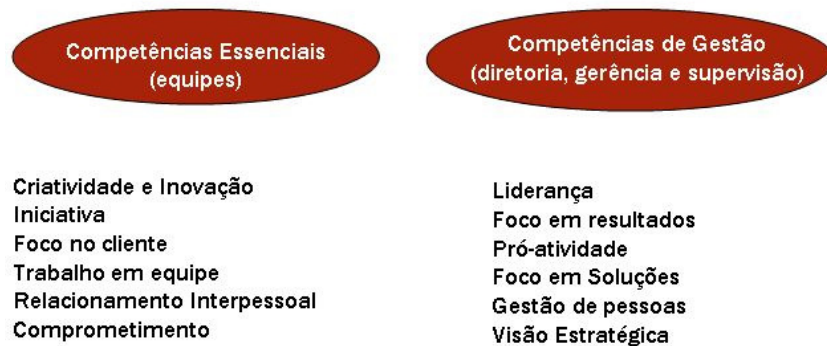 Competências Essenciais
(equipes)
Competências de Gestão
(diretoria, gerência e supervisão)
Criatividade e Inovação
Iniciativa
Foco no cliente
Trabalho em equipe
Relacionamento Interpessoal
Comprometimento
Liderança
Foco em resultados
Pró-atividade
Foco em Soluções
Gestão de pessoas
Visão Estratégica